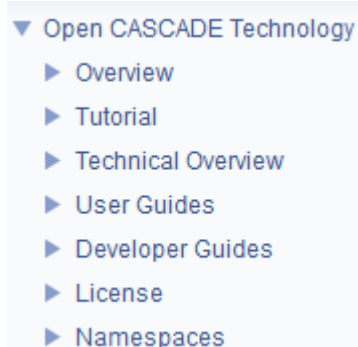 Open CASCADE Technology
Overview
Tutorial
Technical Overview
User Guides
Developer Guides
License
Namespaces